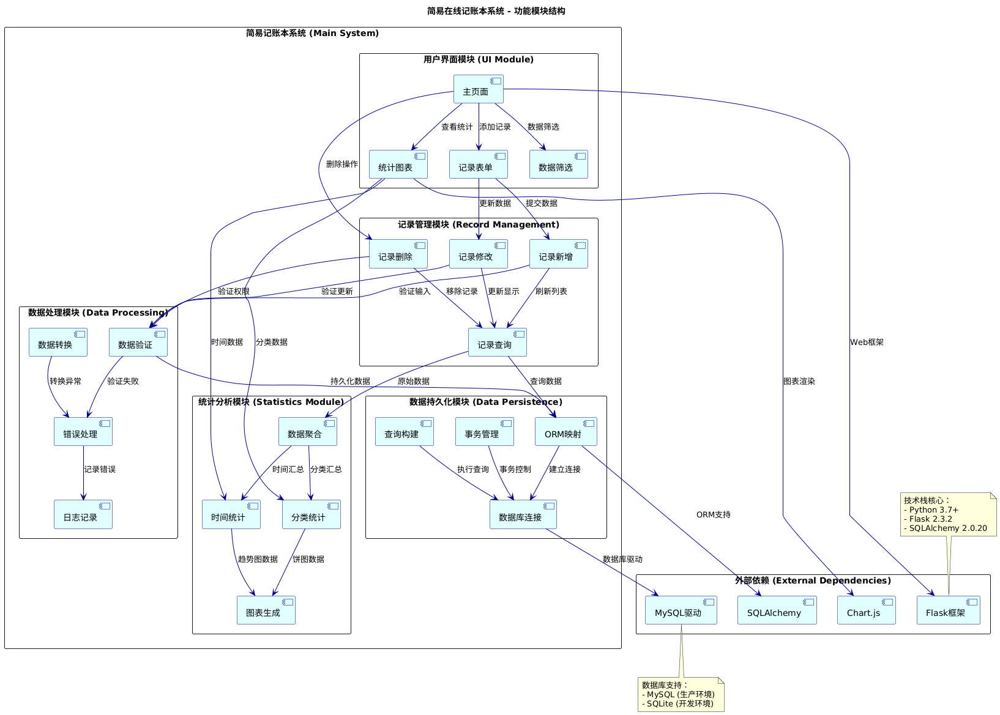 简易在线记账本系统 - 功能模块结构
简易记账本系统 (Main System)
用户界面模块 (UI Module)
主页面
查看统计
添加记录
数据筛选
删除操作
统计图表
记录表单
数据筛选
更新数据
提交数据
记录管理模块 (Record Management)
记录删除
记录修改
记录新增
验证权限
验证更新
验证输入
移除记录
更新显示
刷新列表
数据处理模块 (Data Processing)
数据转换
数据验证
时间数据
分类数据
记录查询
Web框架
转换异常
验证失败
持久化数据
原始数据
查询数据
图表渲染
统计分析模块 (Statistics Module)
数据持久化模块 (Data Persistence)
错误处理
数据聚合
查询构建
事务管理
ORM映射
记录错误
时间汇总
分类汇总
执行查询
事务控制
建立连接
日志记录
时间统计
分类统计
数据库连接
ORM支持
技术栈核心：
- Python 3.7+
- Flask 2.3.2
- SQLAlchemy 2.0.20
趋势图数据
饼图数据
数据库驱动
外部依赖 (External Dependencies)
图表生成
MySQL驱动
SQLAlchemy
Chart.js
Flask框架
数据库支持：
- MySQL (生产环境)
- SQLite (开发环境)